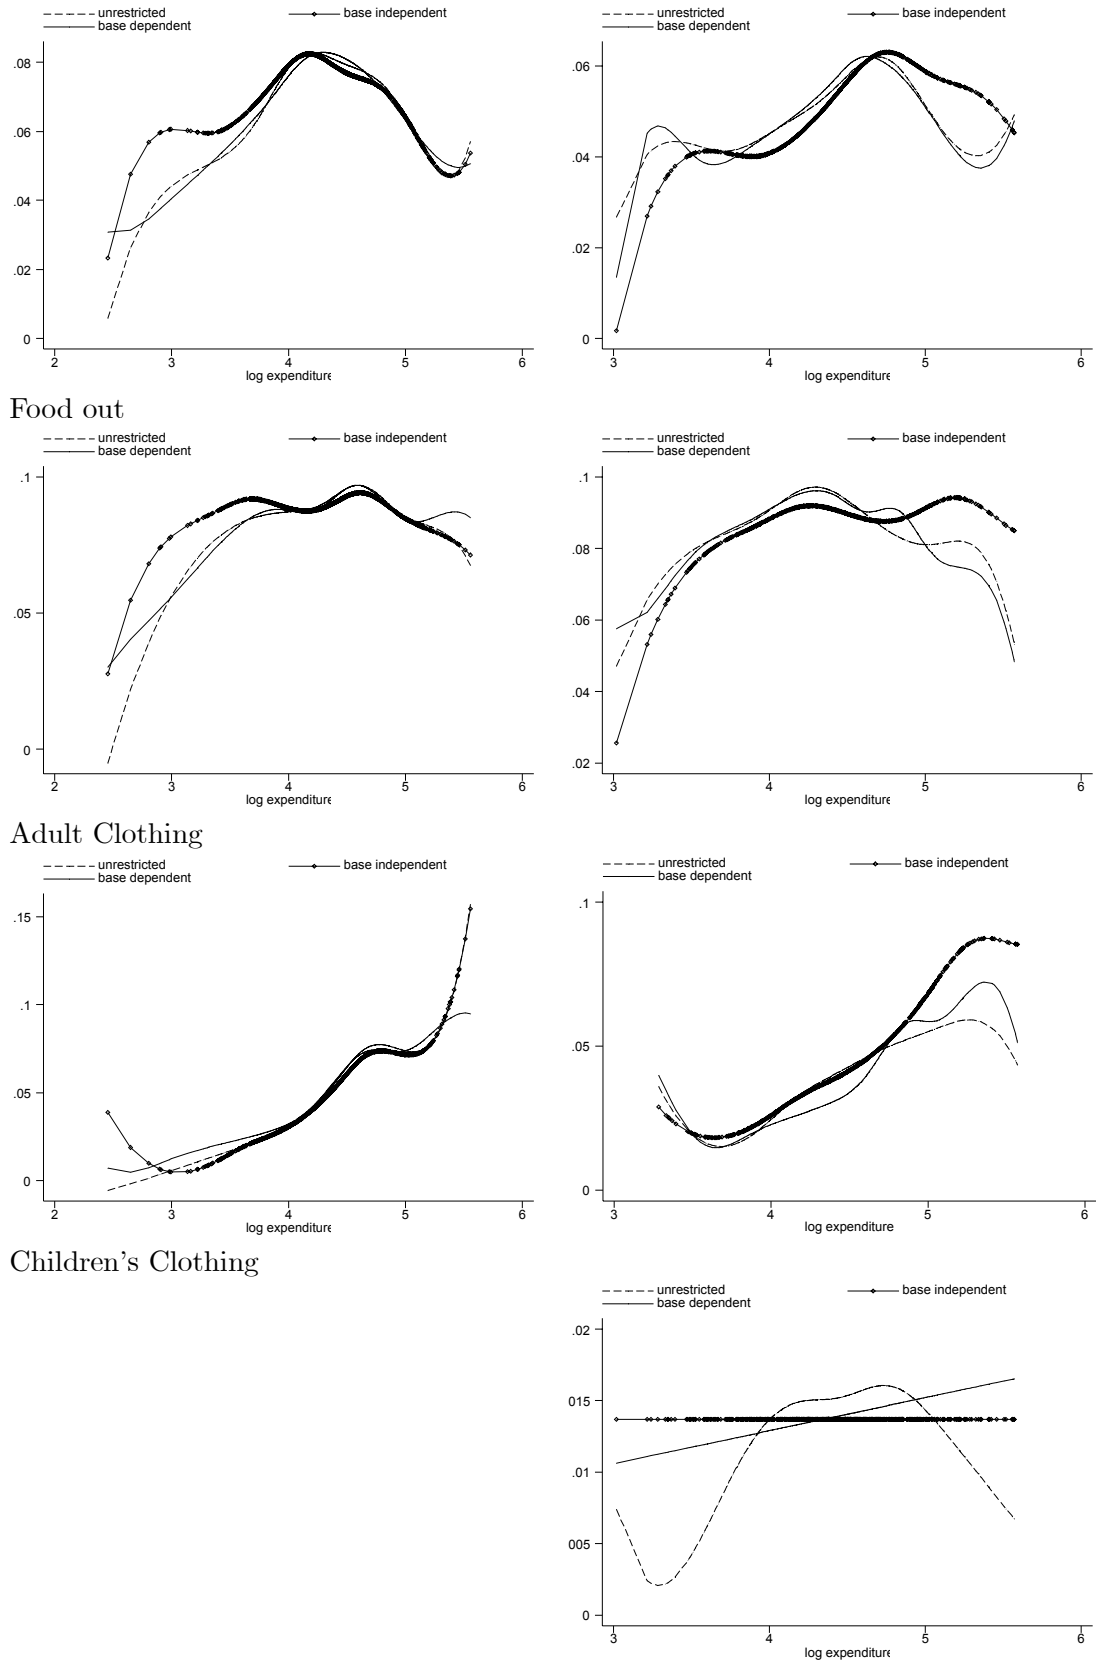 unrestricted base independent
base dependent
.08
.06
.04
.02
0
2 3 4 5 6
log expenditure
unrestricted base independent
base dependent
.06
.04
.02
0
3 4 5 6
log expenditure
Food out
unrestricted base independent
base dependent
.1
.05
0
2 3 4 5 6
log expenditure
unrestricted base independent
base dependent
.1
.08
.06
.04
.02
3 4 5 6
log expenditure
Adult Clothing
unrestricted base independent
base dependent
.15
.1
.05
0
2 3 4 5 6
log expenditure
unrestricted base independent
base dependent
.1
.05
0
3 4 5 6
log expenditure
Children's Clothing
unrestricted base independent
base dependent
.02
015
.01
005
0
3 4 5 6
log expenditure